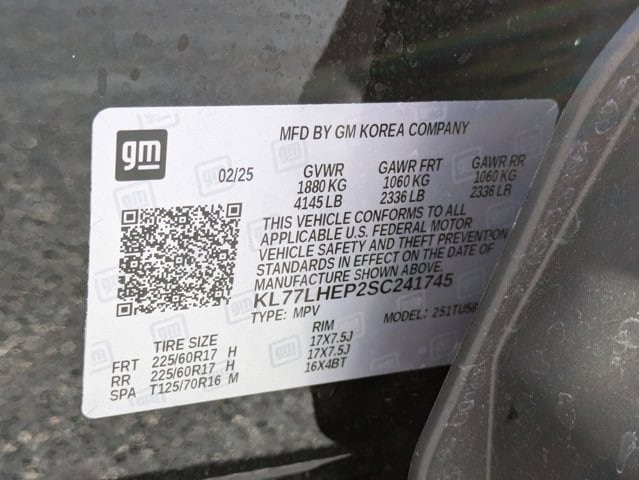 gm
MFD BY GM KOREA COMPANY
02/25 GVWR GAWR FRT GAWR RR
1880 KG 1060 KG 1060 KG
4145 LB 2336 LB 2336 LB
THIS VEHICLE CONFORMS TO ALL
APPLICABLE U.S. FEDERAL MOTOR
VEHICLE SAFETY AND THEFT PREVENTION
STANDARDS IN EFFECT ON THE DATE OF
MANUFACTURE SHOWN ABOVE.
KL77LHEP2SC241745
TYPE: MPV MODEL: 251TU58
TIRE SIZE RIM
FRT 225/60R17 H 17X7.5J
RR 225/60R17 H 17X7.5J
SPA T125/70R16 M 16X4BT